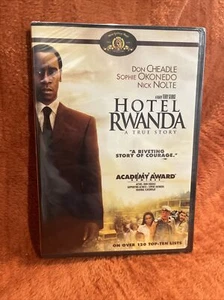 DON CHEADLE
SOPHIE OKONEDO
NICK NOLTE
HOTEL
RWANDA
A TRUE STORY
"A RIVETING
STORY OF COURAGE."
ACADEMY AWARD
ON OVER 150 TOP-TEN LISTS